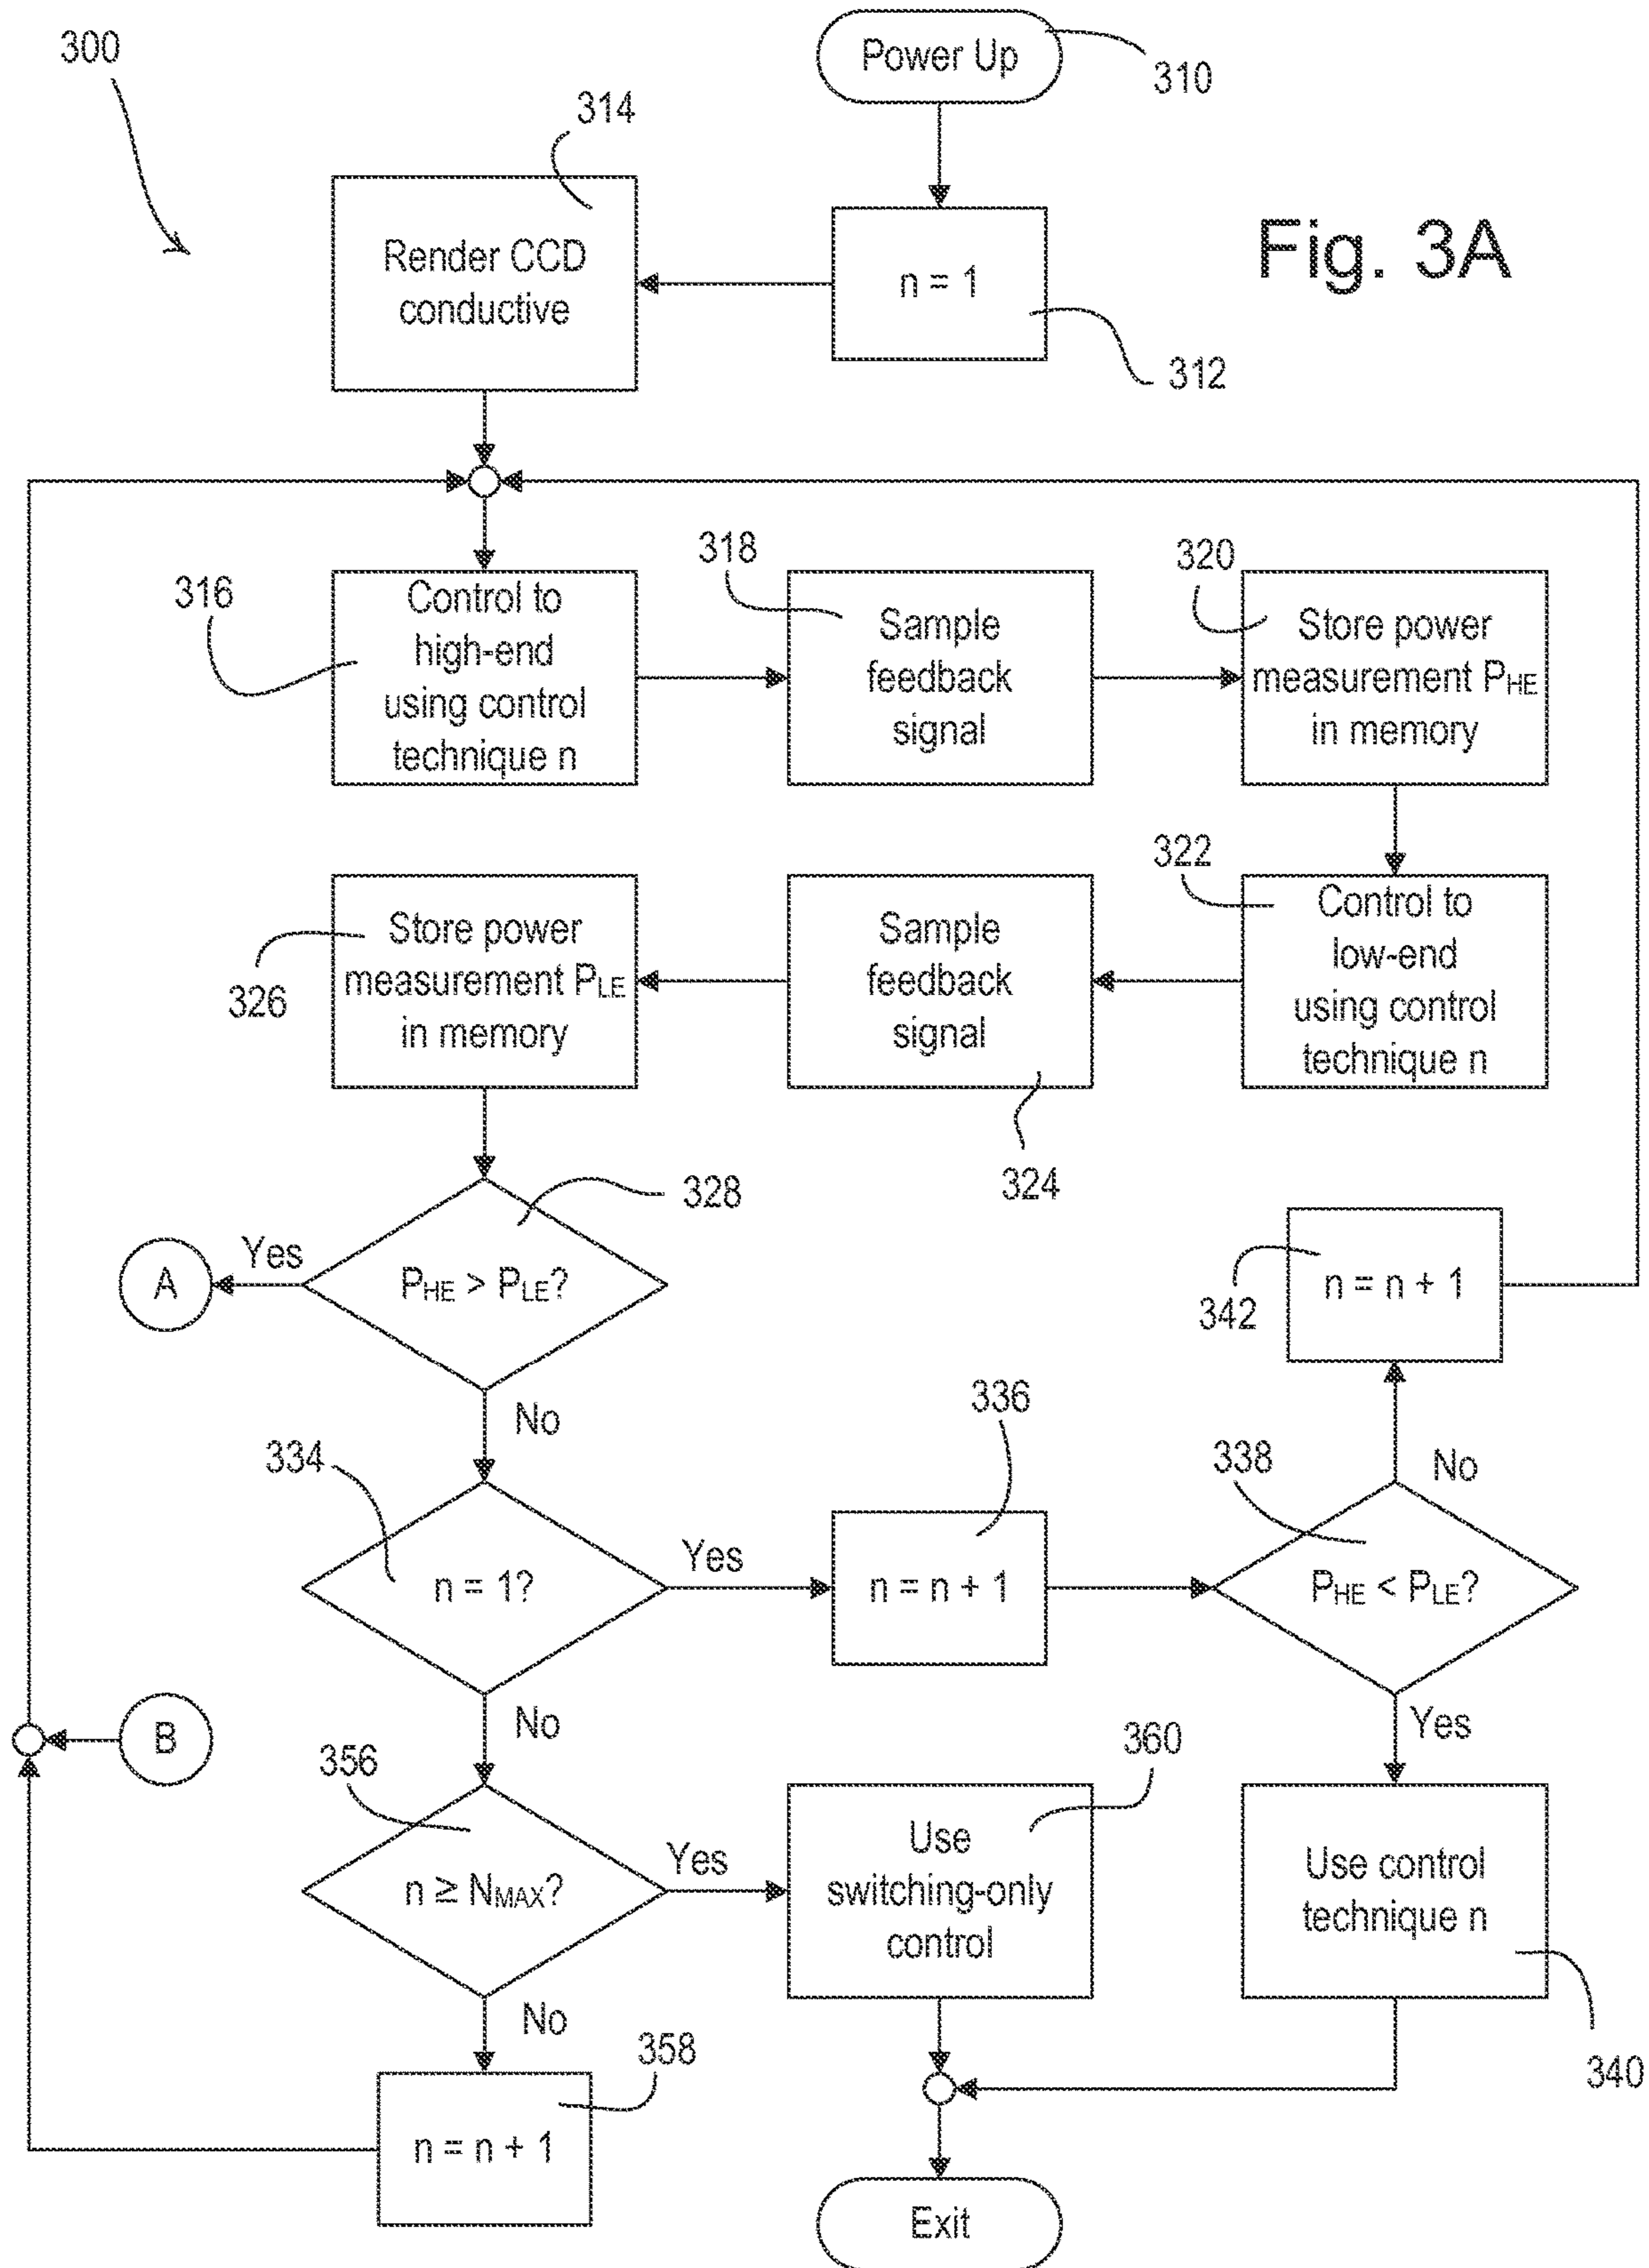 300
Power Up
310
314
Render CCD
conductive
n = 1
312
Fig. 3A
316
Control to
high-end
using control
technique n
318
Sample
feedback
signal
320
Store power
measurement PHE
in memory
322
Control to
low-end
using control
technique n
Sample
feedback
signal
324
326
Store power
measurement PLE
in memory
328
PHE > PLE?
Yes
A
No
334
n = 1?
Yes
336
n = n + 1
338
PHE < PLE?
No
342
n = n + 1
Yes
Use control
technique n
340
No
B
356
n ≥ NMAX?
Yes
360
Use
switching-only
control
No
358
n = n + 1
Exit